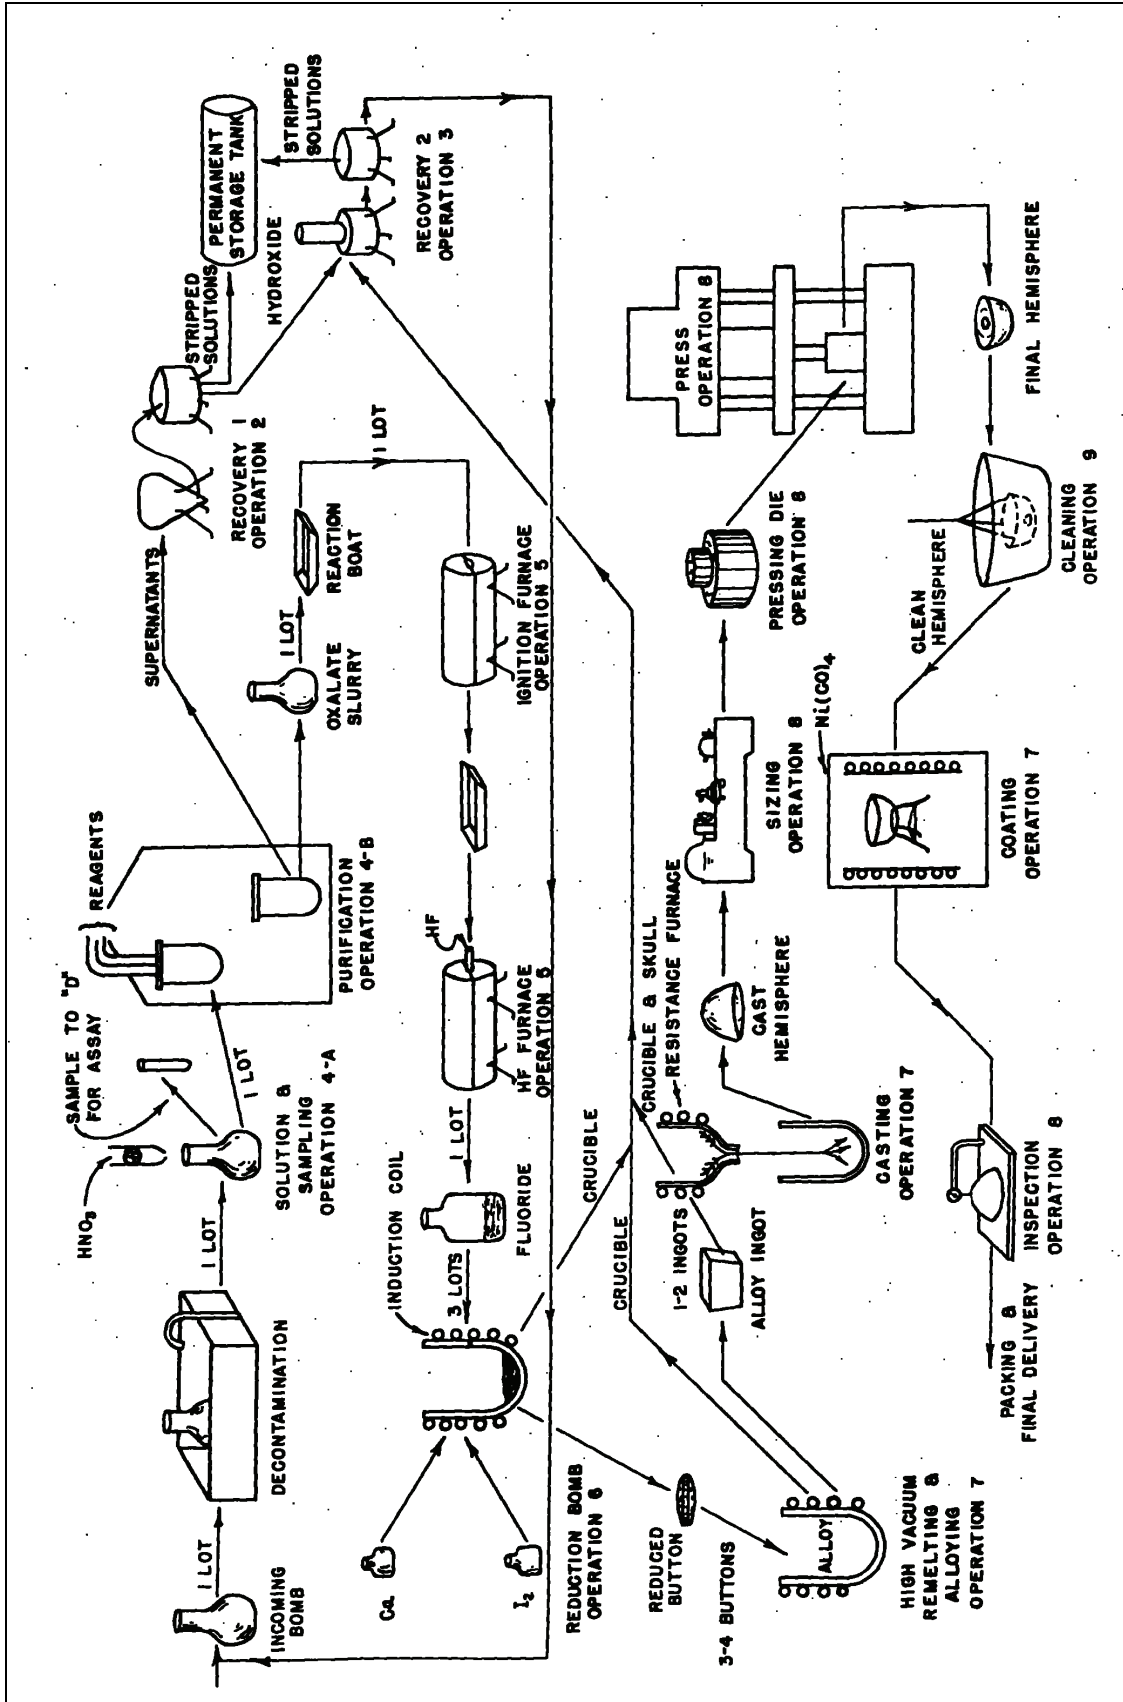 INCOMING
BOMB
1 LOT
DECONTAMINATION
1 LOT
HNO3
SAMPLE TO "D"
FOR ASSAY
SOLUTION &
SAMPLING
OPERATION 4-A
1 LOT
REAGENTS
PURIFICATION
OPERATION 4-B
SUPERNATANTS
OXALATE
SLURRY
1 LOT
REACTION
BOAT
1 LOT
RECOVERY 1
OPERATION 2
STRIPPED
SOLUTIONS
HYDROXIDE
PERMANENT
STORAGE TANK
STRIPPED
SOLUTIONS
RECOVERY 2
OPERATION 3
IGNITION FURNACE
OPERATION 5
HF
HF FURNACE
OPERATION 5
1 LOT
FLUORIDE
3 LOTS
INDUCTION COIL
Ca
I2
REDUCTION BOMB
OPERATION 6
CRUCIBLE
REDUCED
BUTTON
3-4 BUTTONS
ALLOY
HIGH VACUUM
REMELTING &
ALLOYING
OPERATION 7
CRUCIBLE
1-2 INGOTS
ALLOY INGOT
CRUCIBLE & SKULL
RESISTANCE FURNACE
CASTING
OPERATION 7
CAST
HEMISPHERE
SIZING
OPERATION 8
PRESSING DIE
OPERATION 8
PRESS
OPERATION 8
FINAL HEMISPHERE
CLEANING
OPERATION 9
CLEAN
HEMISPHERE
Ni(CO)4
COATING
OPERATION 7
INSPECTION
OPERATION 8
PACKING &
FINAL DELIVERY